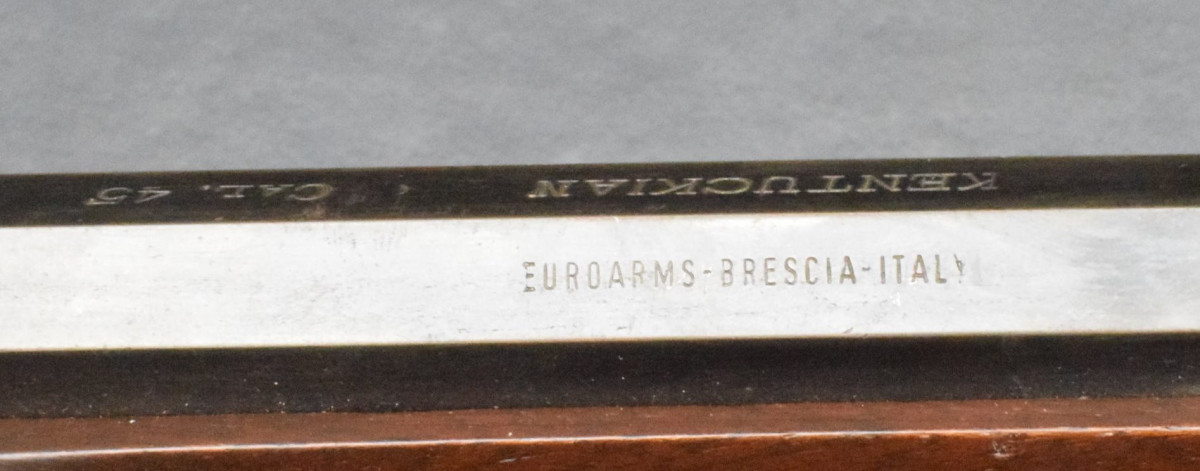 KENTUCKIAN CAL. 45
EUROARMS-BRESCIA-ITALY